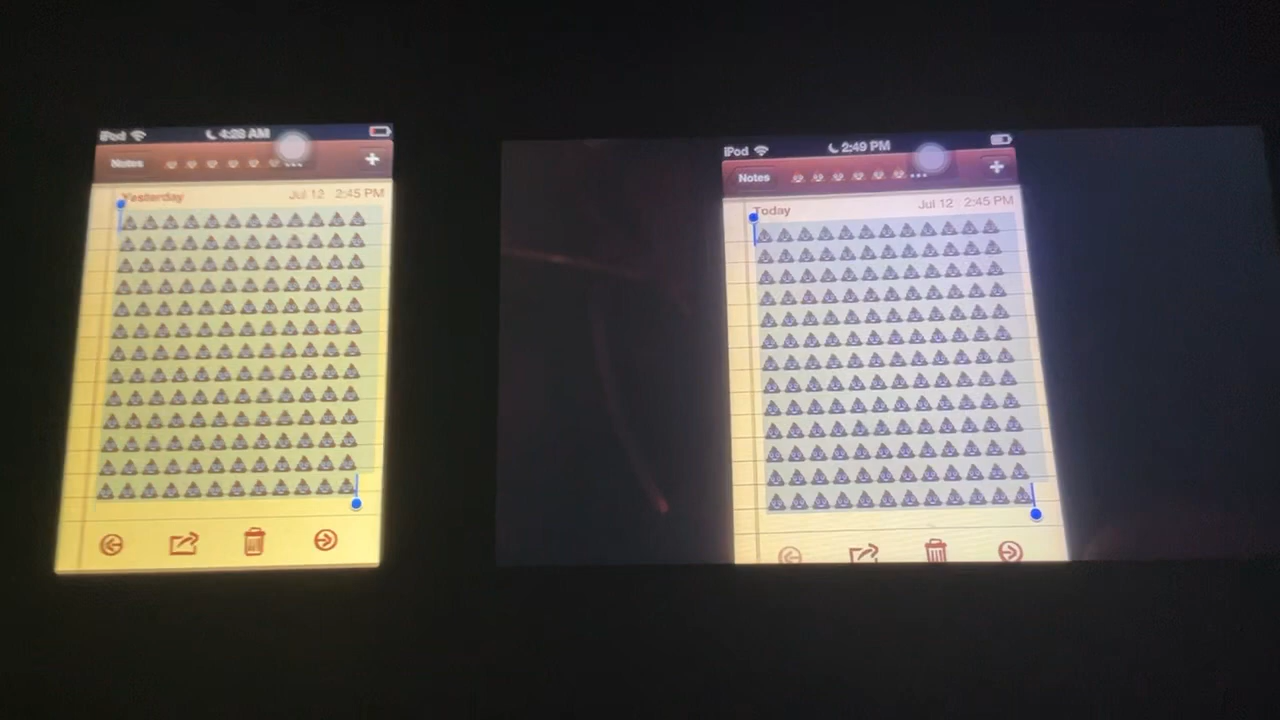 iPod 4:28 AM
Notes ...
Yesterday Jul 12 2:45 PM
iPod 2:49 PM
Notes ...
Today Jul 12 2:45 PM